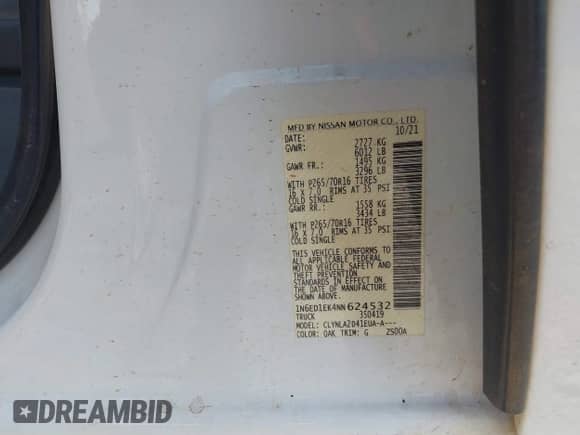 MFD BY NISSAN MOTOR CO., LTD.
DATE: 10/21
GVWR: 2727 KG
6012 LB
GAWR FR.: 1495 KG
3296 LB
WITH P265/70R16 TIRES
16 X 7.0 RIMS AT 35 PSI
COLD SINGLE
GAWR RR.: 1558 KG
3434 LB
WITH P265/70R16 TIRES
16 X 7.0 RIMS AT 35 PSI
COLD SINGLE
THIS VEHICLE CONFORMS TO
ALL APPLICABLE FEDERAL
MOTOR VEHICLE SAFETY AND
THEFT PREVENTION STANDARDS
IN EFFECT ON THE DATE OF
MANUFACTURE SHOWN ABOVE.
1N6ED1EK4NN624532
TRUCK 350419
MODEL: CLYNLAZD41EUA-A---
COLOR: QAK TRIM: G 2SDOA
DREAMBID